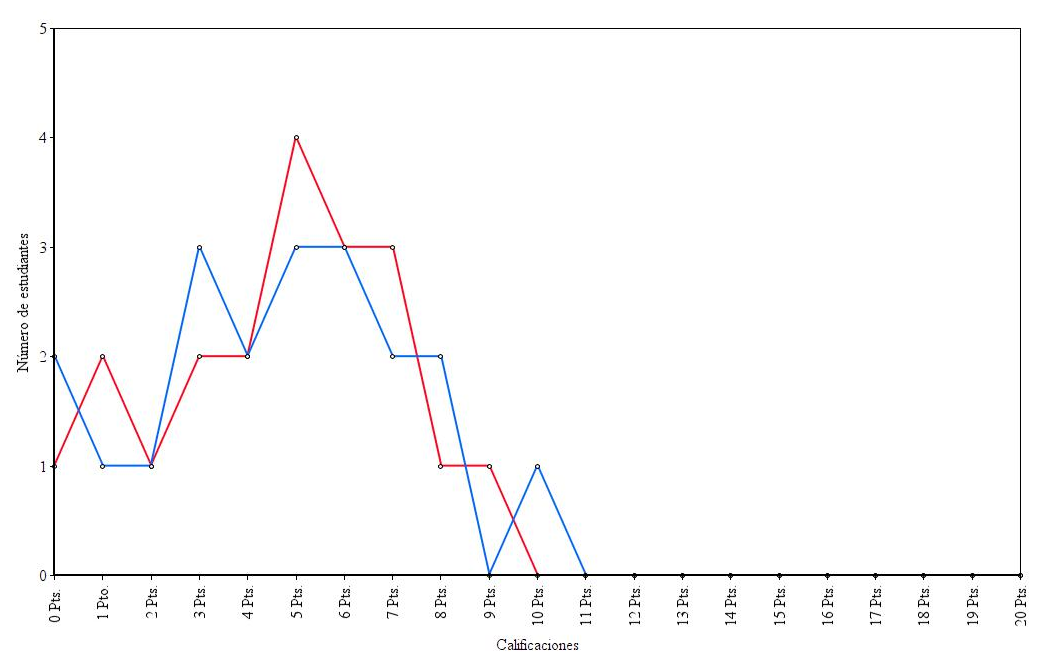 5
4
3
2
1
0
Número de estudiantes
0 Pts.
1 Pto.
2 Pts.
3 Pts.
4 Pts.
5 Pts.
6 Pts.
7 Pts.
8 Pts.
9 Pts.
10 Pts.
11 Pts.
12 Pts.
13 Pts.
14 Pts.
15 Pts.
16 Pts.
17 Pts.
18 Pts.
19 Pts.
20 Pts.
Calificaciones